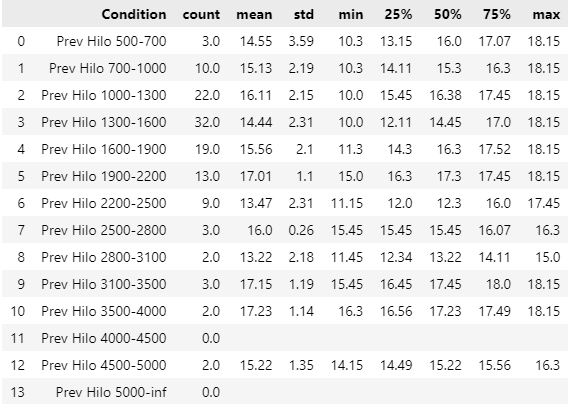 Condition count mean std min 25% 50% 75% max
0 Prev Hilo 500-700 3.0 14.55 3.59 10.3 13.15 16.0 17.07 18.15
1 Prev Hilo 700-1000 10.0 15.13 2.19 10.3 14.11 15.3 16.3 18.15
2 Prev Hilo 1000-1300 22.0 16.11 2.15 10.0 15.45 16.38 17.45 18.15
3 Prev Hilo 1300-1600 32.0 14.44 2.31 10.0 12.11 14.45 17.0 18.15
4 Prev Hilo 1600-1900 19.0 15.56 2.1 11.3 14.3 16.3 17.52 18.15
5 Prev Hilo 1900-2200 13.0 17.01 1.1 15.0 16.3 17.3 17.45 18.15
6 Prev Hilo 2200-2500 9.0 13.47 2.31 11.15 12.0 12.3 16.0 17.45
7 Prev Hilo 2500-2800 3.0 16.0 0.26 15.45 15.45 15.45 16.07 16.3
8 Prev Hilo 2800-3100 2.0 13.22 2.18 11.45 12.34 13.22 14.11 15.0
9 Prev Hilo 3100-3500 3.0 17.15 1.19 15.45 16.45 17.45 18.0 18.15
10 Prev Hilo 3500-4000 2.0 17.23 1.14 16.3 16.56 17.23 17.49 18.15
11 Prev Hilo 4000-4500 0.0
12 Prev Hilo 4500-5000 2.0 15.22 1.35 14.15 14.49 15.22 15.56 16.3
13 Prev Hilo 5000-inf 0.0